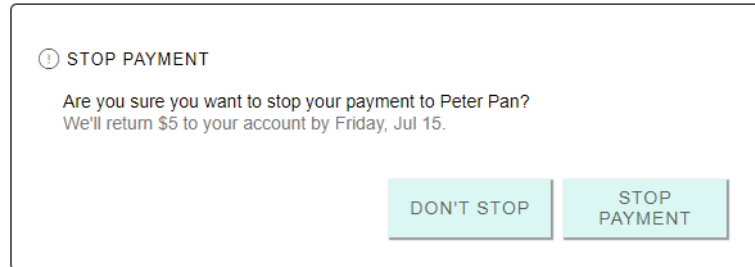 STOP PAYMENT
Are you sure you want to stop your payment to Peter Pan?
We'll return $5 to your account by Friday, Jul 15.
DON'T STOP
STOP
PAYMENT